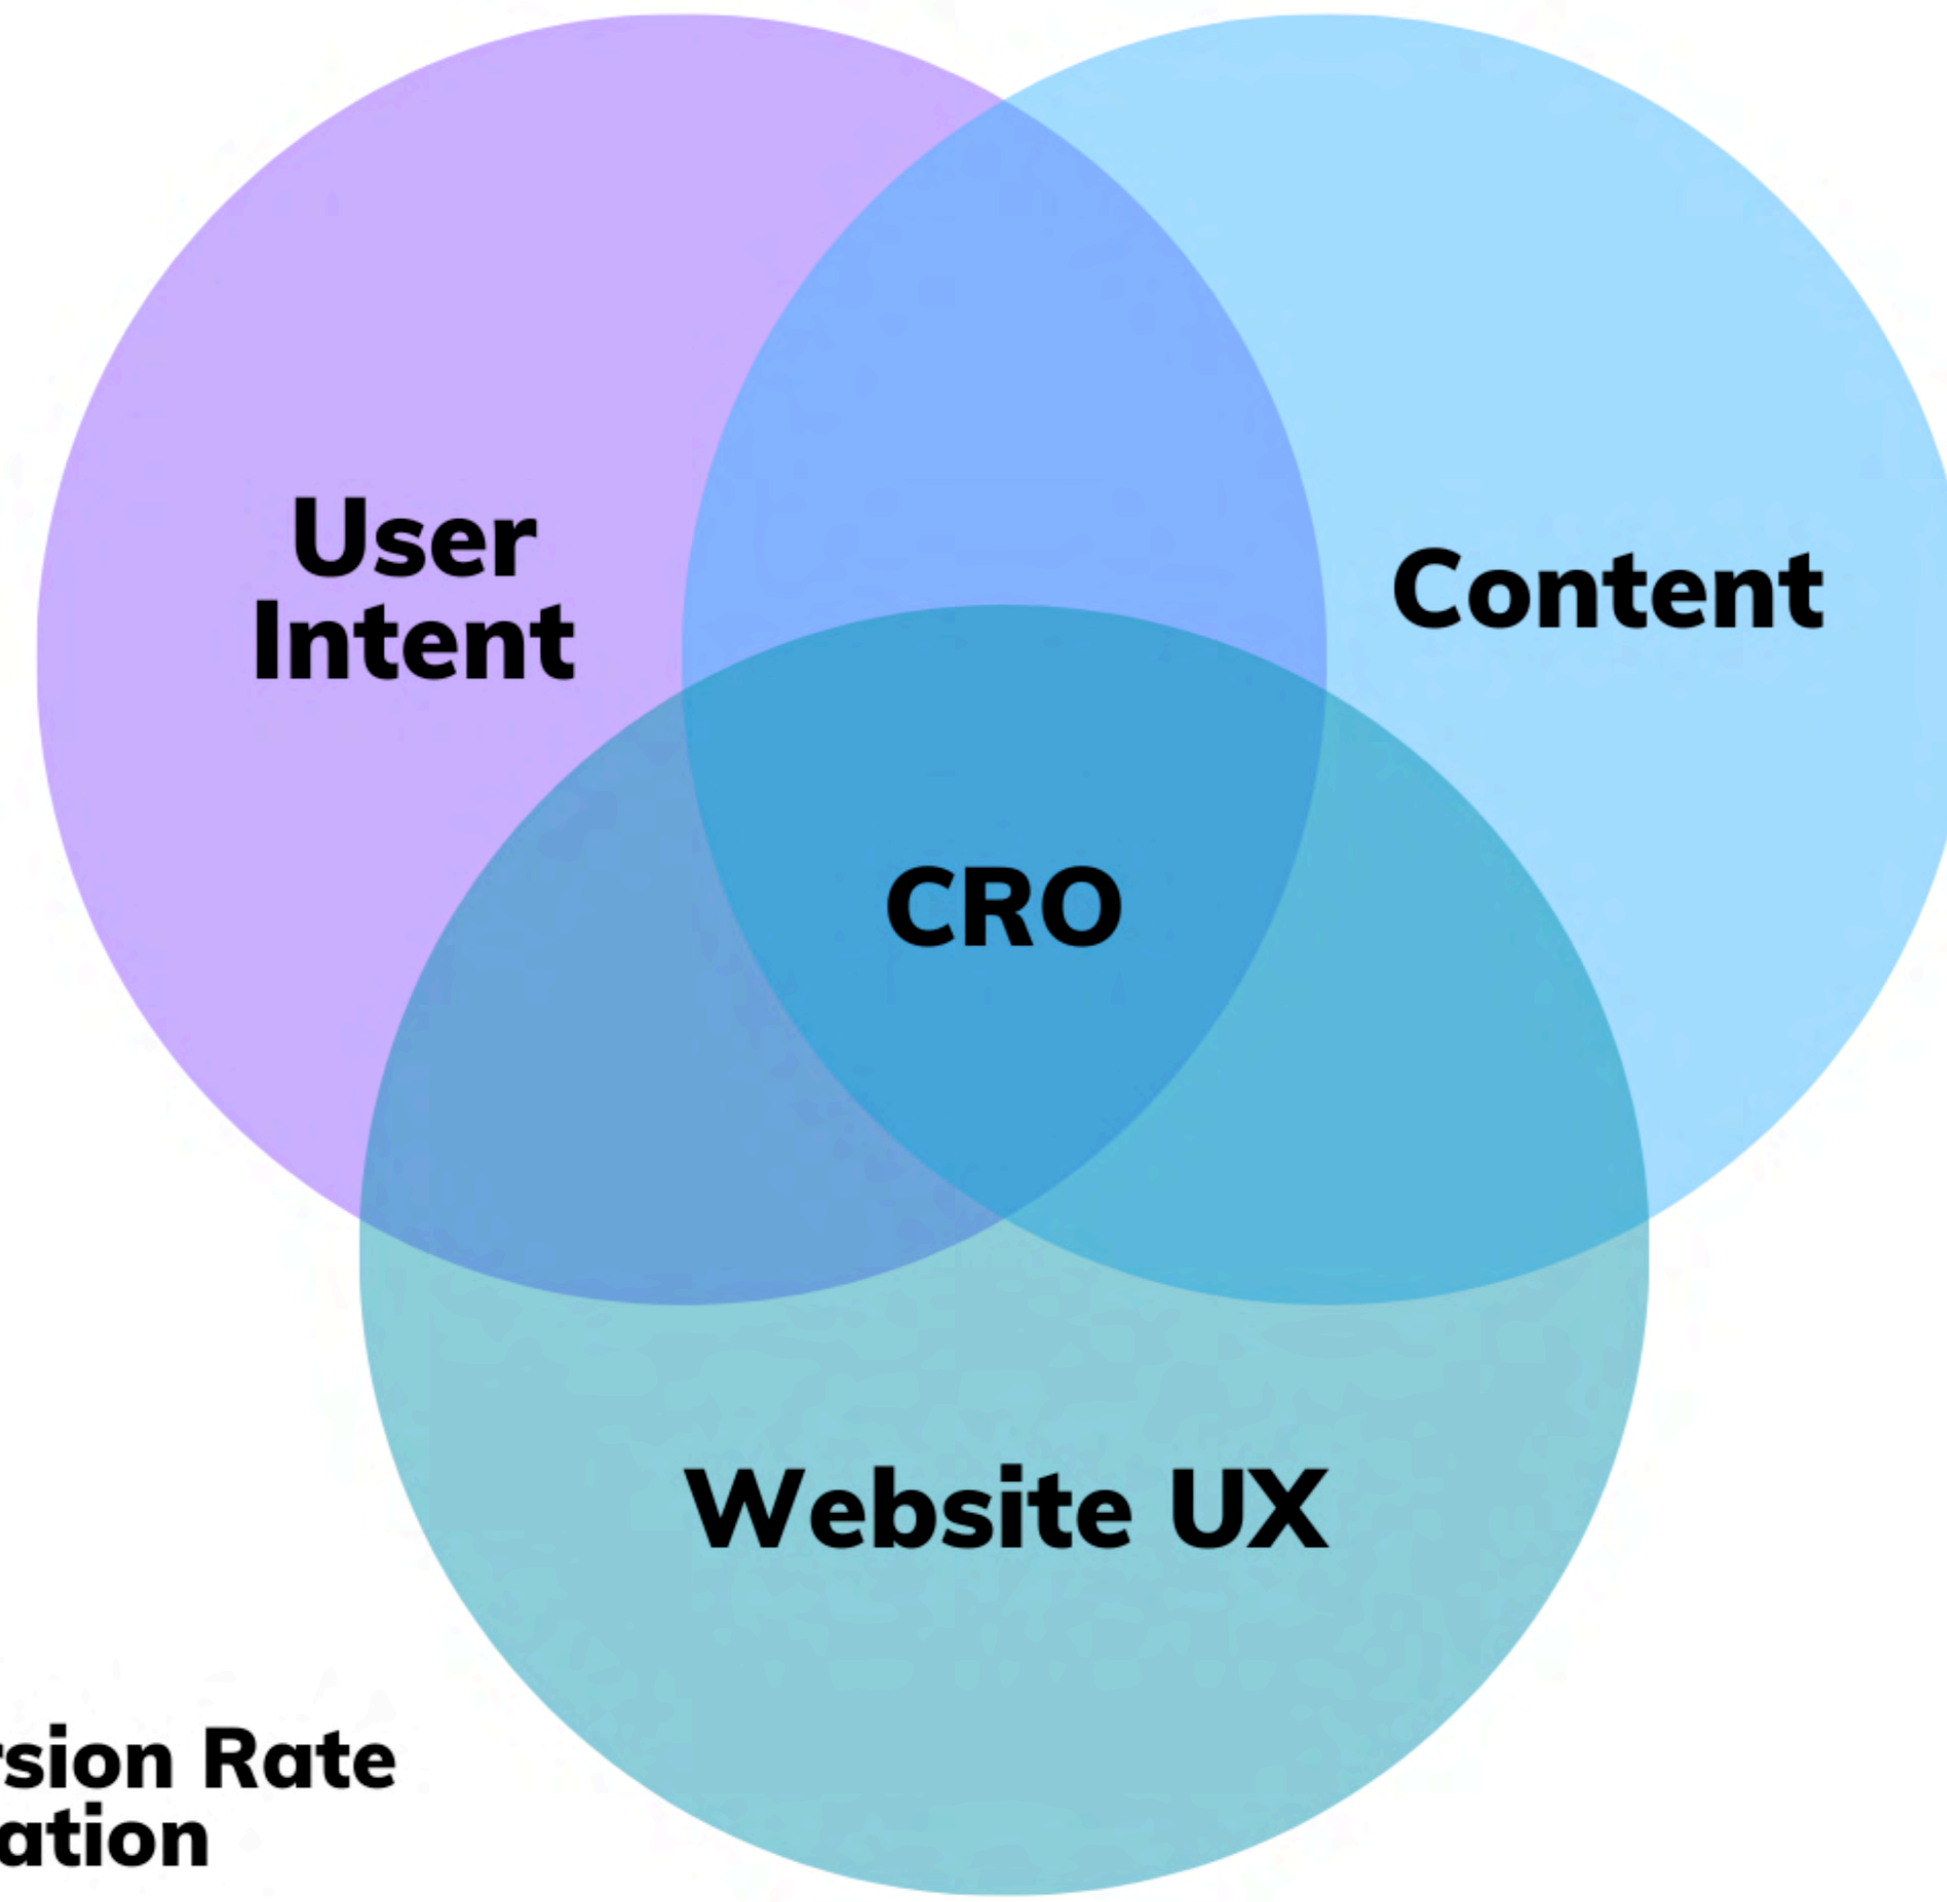 User
Intent
Content
CRO
Website UX
rsion Rate
ation